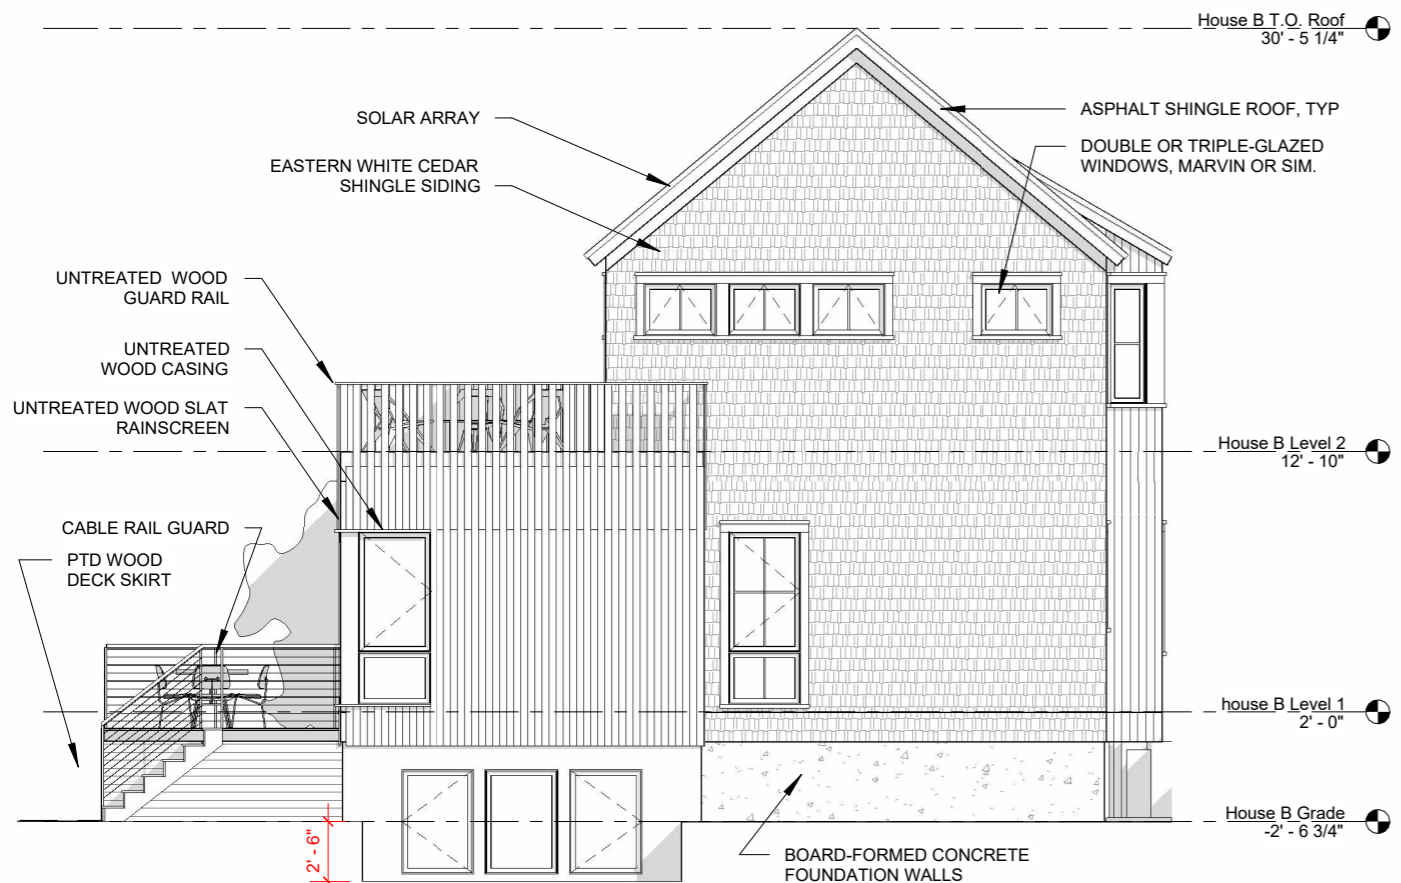 House B T.O. Roof
30' - 5 1/4"
SOLAR ARRAY
ASPHALT SHINGLE ROOF, TYP
EASTERN WHITE CEDAR
SHINGLE SIDING
DOUBLE OR TRIPLE-GLAZED
WINDOWS, MARVIN OR SIM.
UNTREATED WOOD
GUARD RAIL
UNTREATED
WOOD CASING
UNTREATED WOOD SLAT
RAINSCREEN
House B Level 2
12' - 10"
CABLE RAIL GUARD
PTD WOOD
DECK SKIRT
house B Level 1
2' - 0"
House B Grade
-2' - 6 3/4"
2' - 6"
BOARD-FORMED CONCRETE
FOUNDATION WALLS